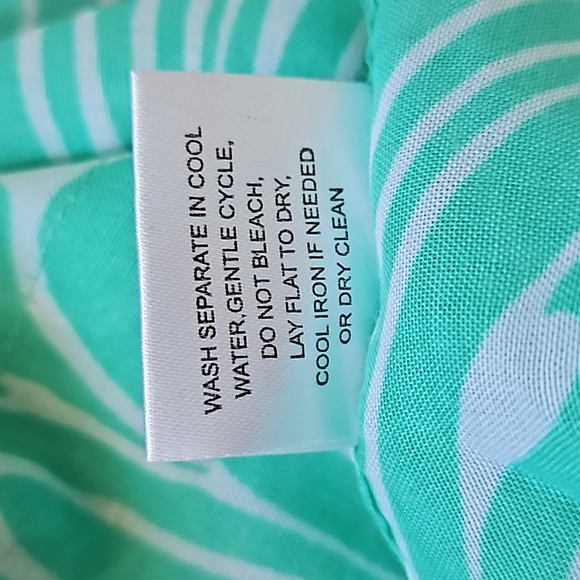 WASH SEPARATE IN COOL
WATER,GENTLE CYCLE,
DO NOT BLEACH,
LAY FLAT TO DRY,
COOL IRON IF NEEDED
OR DRY CLEAN